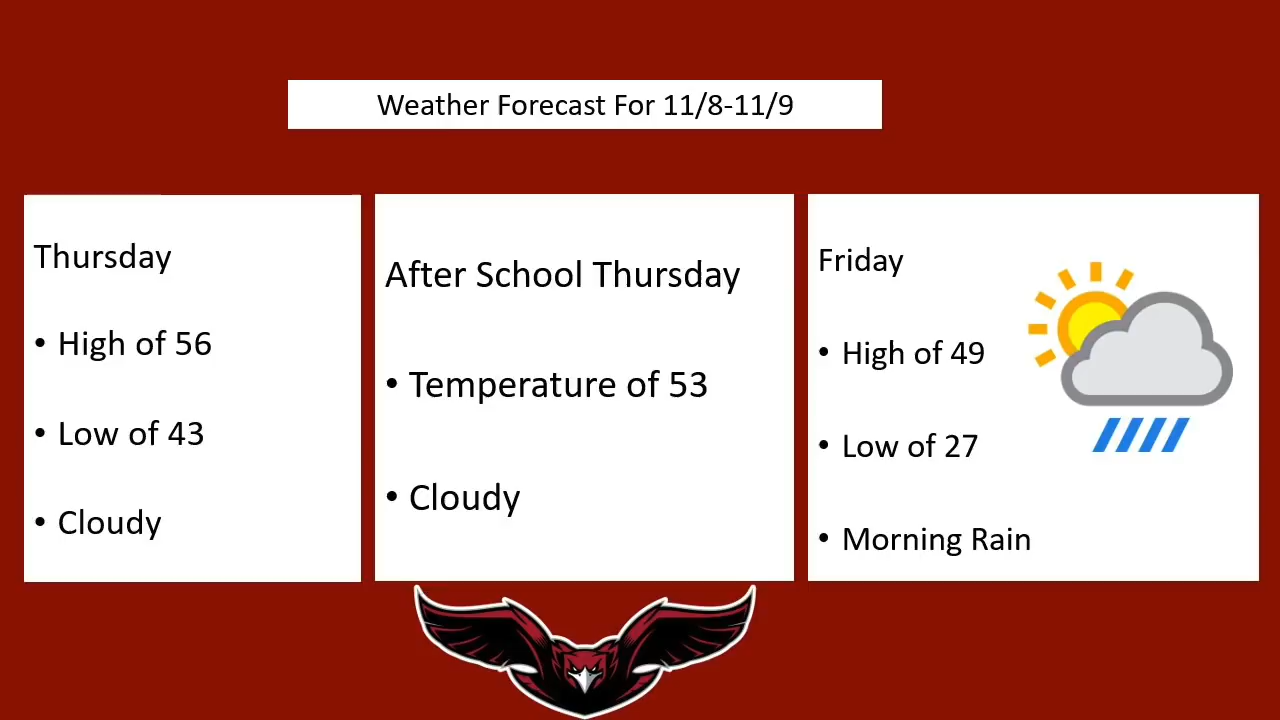 Weather Forecast For 11/8-11/9
Thursday
• High of 56
• Low of 43
• Cloudy
After School Thursday
• Temperature of 53
• Cloudy
Friday
• High of 49
• Low of 27
• Morning Rain